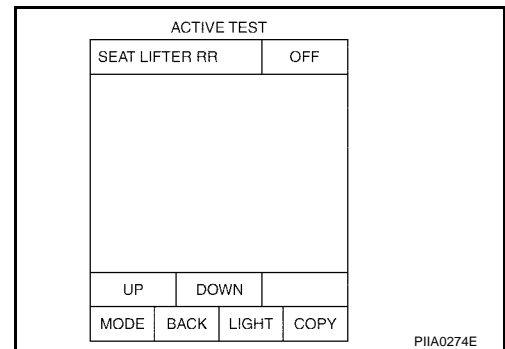 ACTIVE TEST
SEAT LIFTER RR OFF
UP DOWN
MODE BACK LIGHT COPY
PIIA0274E